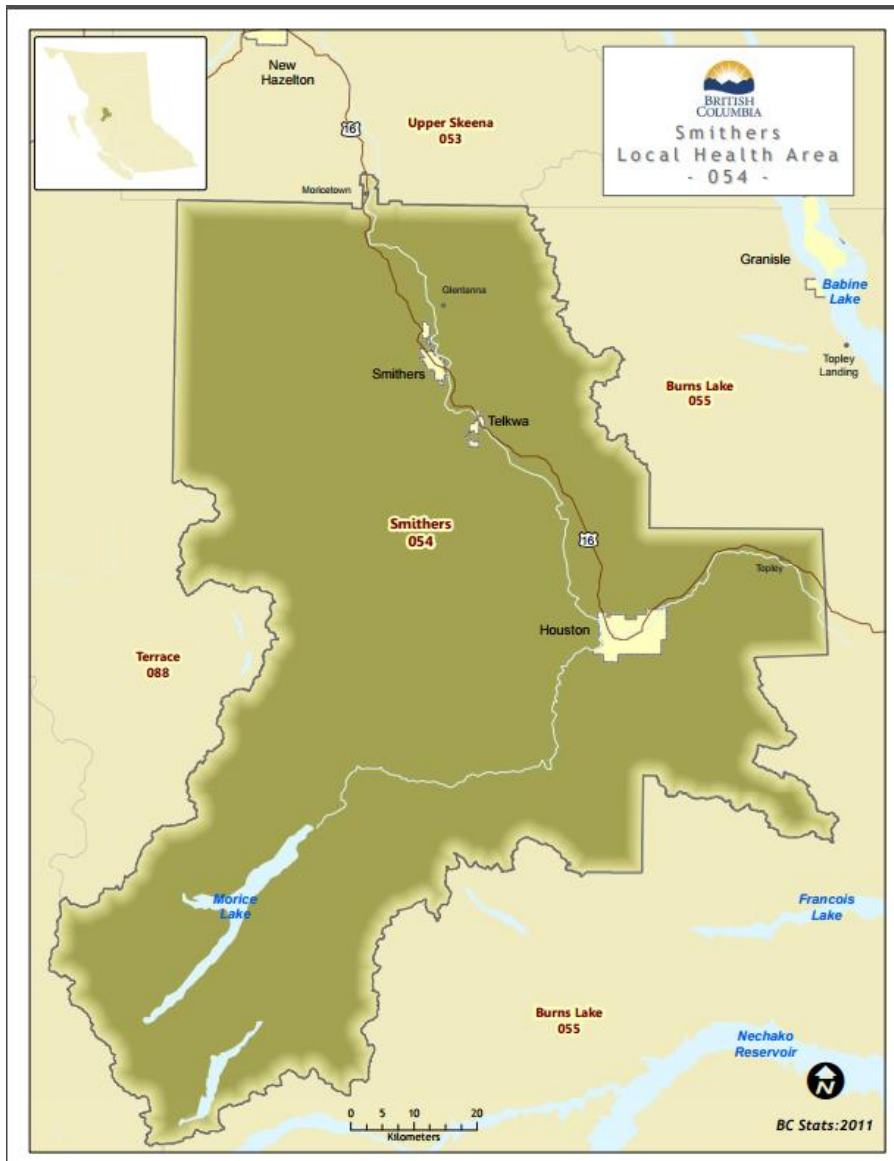 New
Hazelton
BRITISH
COLUMBIA
Smithers
Local Health Area
- 054 -
16
Upper Skeena
053
Moricetown
Granisle
Babine
Lake
Glentanna
Topley
Landing
Smithers
Burns Lake
055
Telkwa
Smithers
054
16
Topley
Houston
Terrace
088
Morice
Lake
Francois
Lake
Burns Lake
055
Nechako
Reservoir
N
0 5 10 20
Kilometers
BC Stats:2011